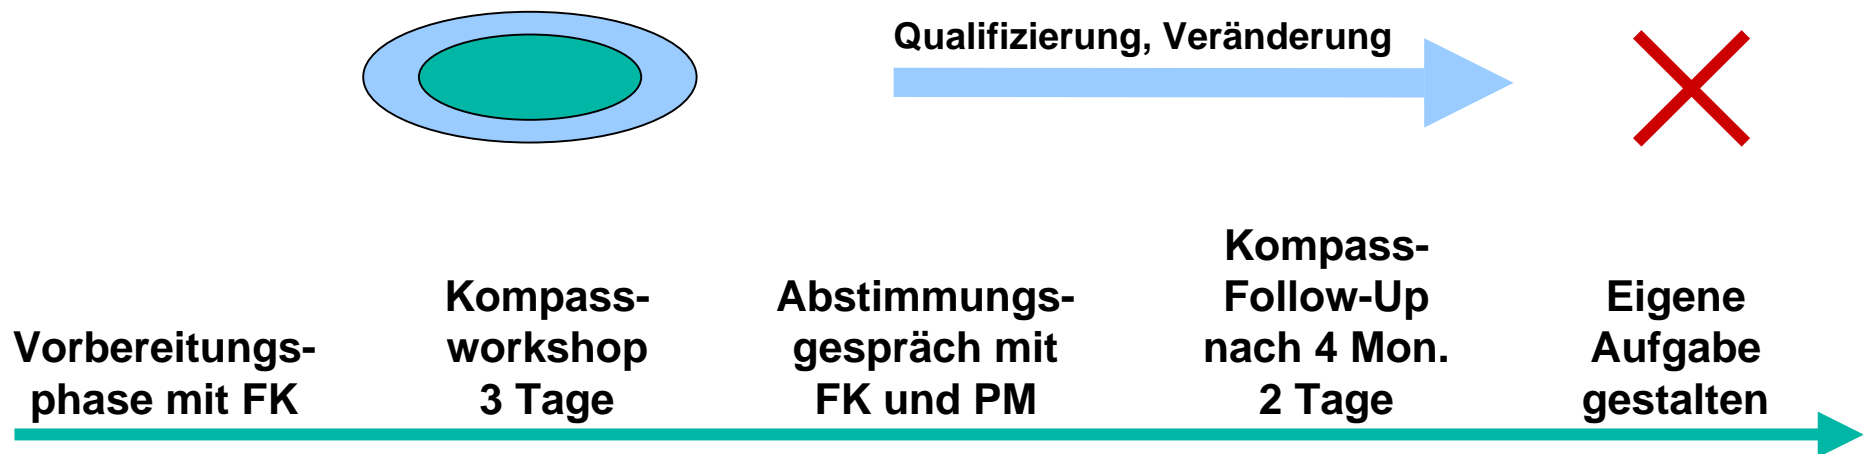 Qualifizierung, Veränderung
Vorbereitungs-
phase mit FK
Kompass-
workshop
3 Tage
Abstimmungs-
gespräch mit
FK und PM
Kompass-
Follow-Up
nach 4 Mon.
2 Tage
Eigene
Aufgabe
gestalten